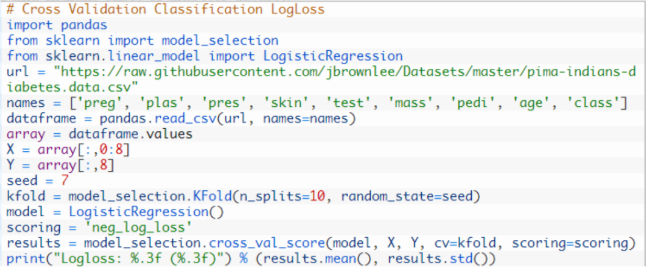 # Cross Validation Classification LogLoss
import pandas
from sklearn import model_selection
from sklearn.linear_model import LogisticRegression
url = "https://raw.githubusercontent.com/jbrownlee/Datasets/master/pima-indians-d
iabetes.data.csv"
names = ['preg', 'plas', 'pres', 'skin', 'test', 'mass', 'pedi', 'age', 'class']
dataframe = pandas.read_csv(url, names=names)
array = dataframe.values
X = array[:,0:8]
Y = array[:,8]
seed = 7
kfold = model_selection.KFold(n_splits=10, random_state=seed)
model = LogisticRegression()
scoring = 'neg_log_loss'
results = model_selection.cross_val_score(model, X, Y, cv=kfold, scoring=scoring)
print("Logloss: %.3f (%.3f)") % (results.mean(), results.std())